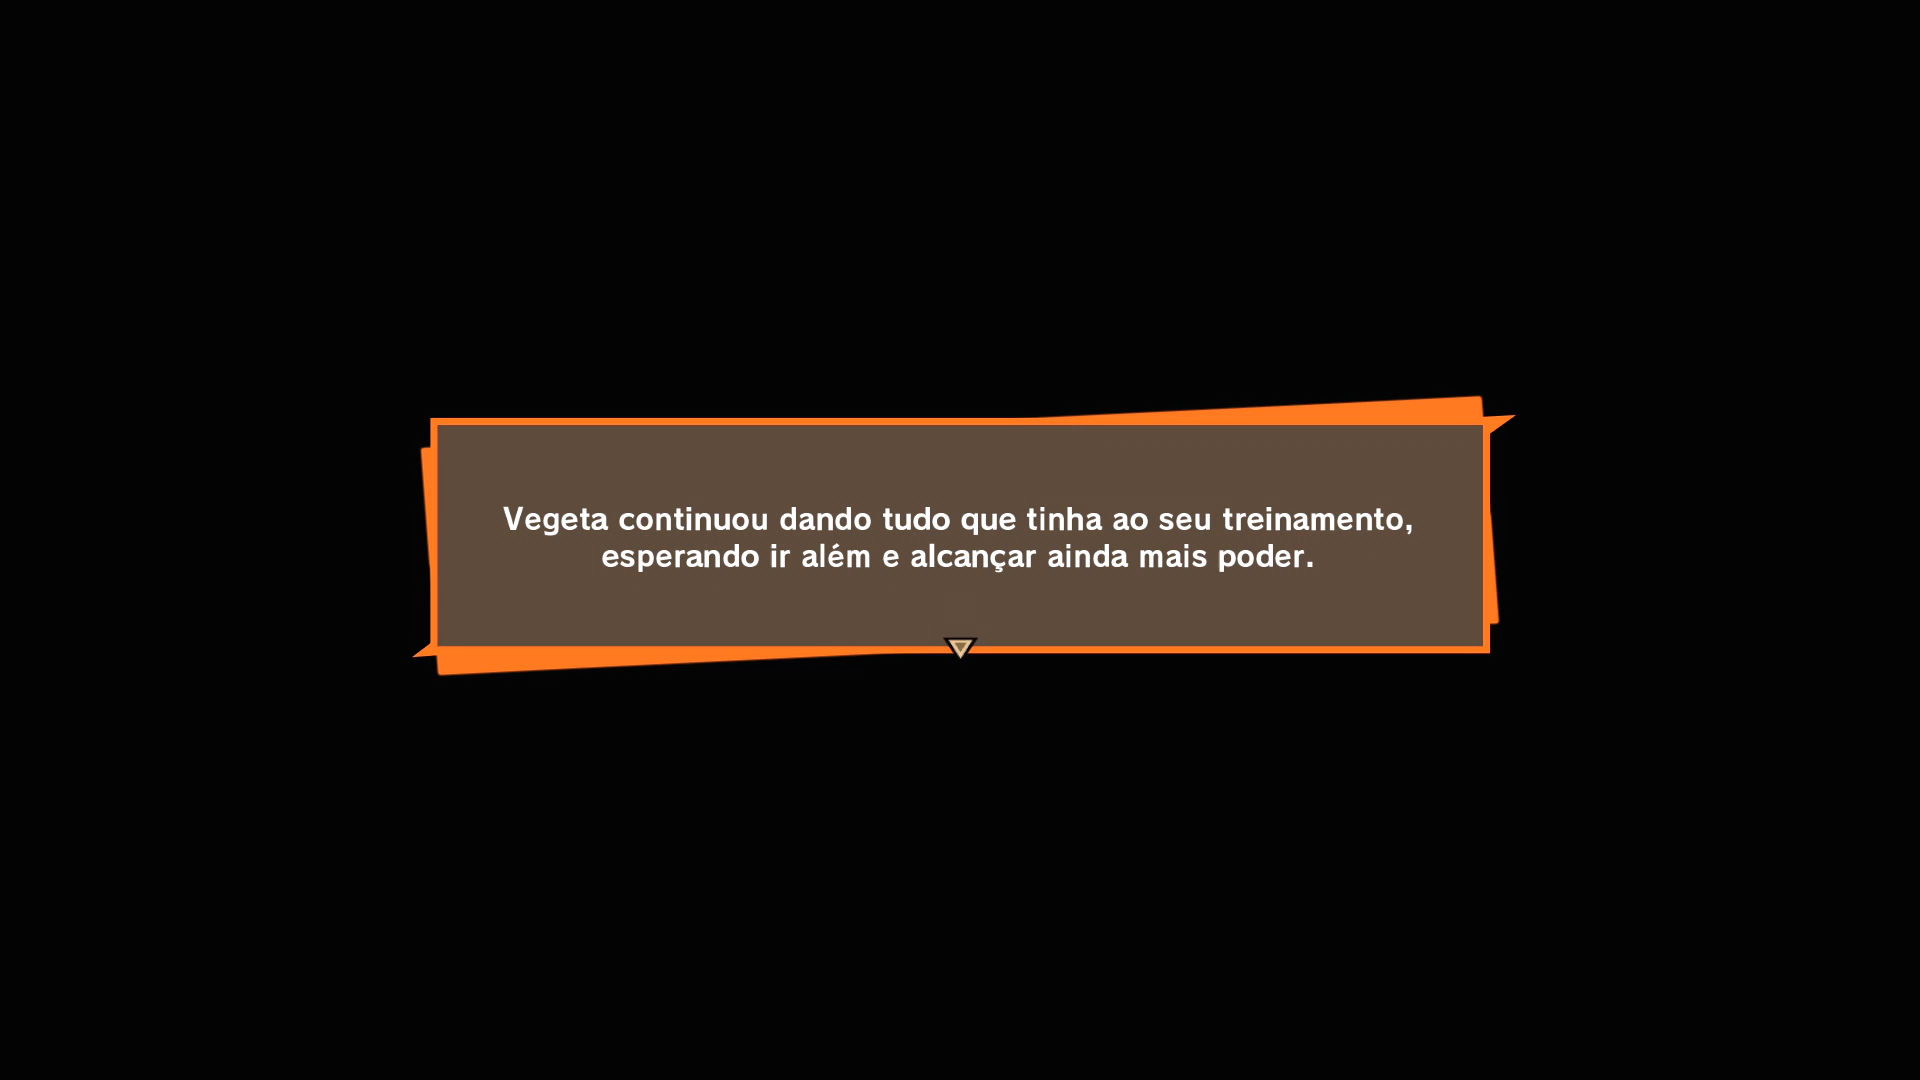 Vegeta continuou dando tudo que tinha ao seu treinamento,
esperando ir além e alcançar ainda mais poder.